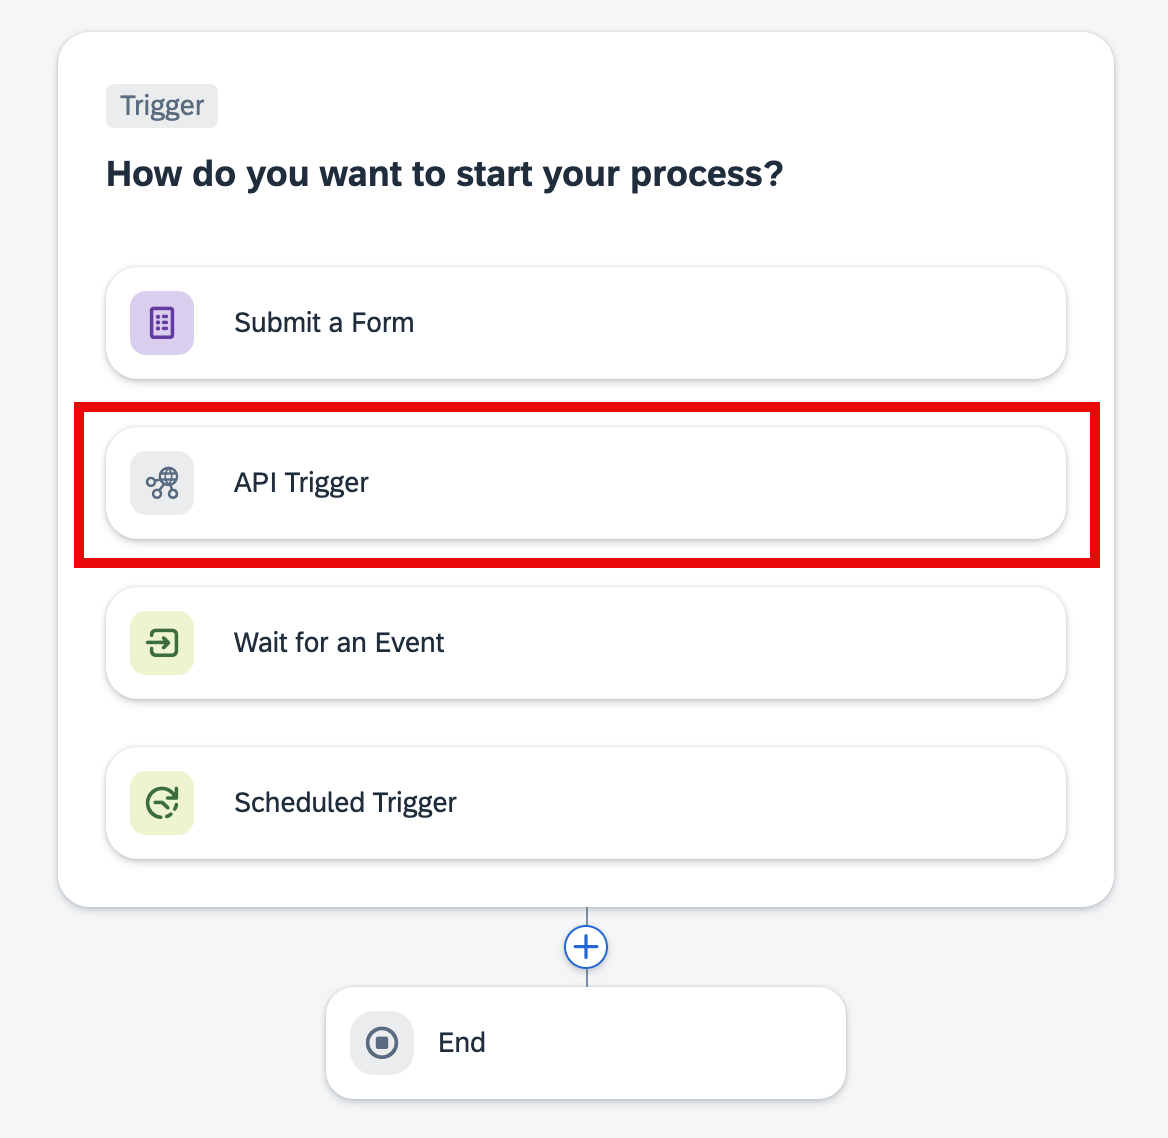 Trigger
How do you want to start your process?
Submit a Form
API Trigger
Wait for an Event
Scheduled Trigger
End